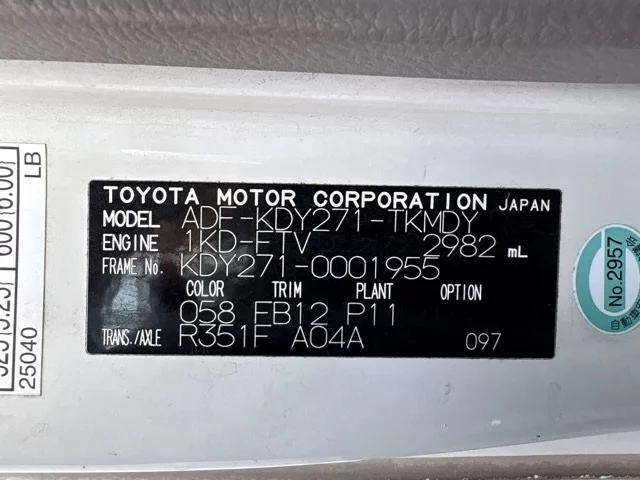 TOYOTA MOTOR CORPORATION JAPAN
MODEL ADF-KDY271-TKMDY
ENGINE 1KD-FTV 2982 mL
FRAME No. KDY271-0001955
COLOR TRIM PLANT OPTION
058 FB12 P11
TRANS./AXLE R351F A04A 097
LB
25040
No.2957